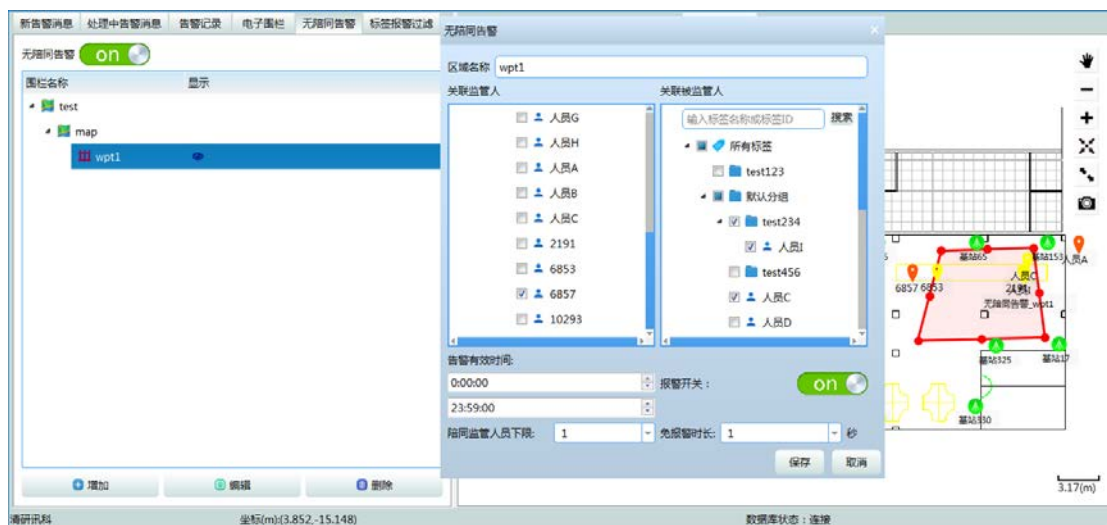 新告警消息 处理中告警消息 告警记录 电子围栏 无陪同告警 标签报警过滤
无陪同告警 on
围栏名称 显示
test
map
wpt1
增加 编辑 删除
无陪同告警
区域名称 wpt1
关联监管人 关联被监管人
人员G
人员H
人员A
人员B
人员C
2191
6853
6857
10293
输入标签名称或标签ID 搜索
所有标签
test123
默认分组
test234
人员I
test456
人员C
人员D
告警有效时间:
0:00:00 报警开关: on
23:59:00
陪同监管人员下限: 1 免报警时长: 1 秒
保存 取消
基站65 基站153 人员A
人员C
6857 6853
无陪同告警_wpt1
基站325 基站17
基站330
3.17(m)
清研讯科 坐标(m):(3.852,-15.148) 数据库状态:连接